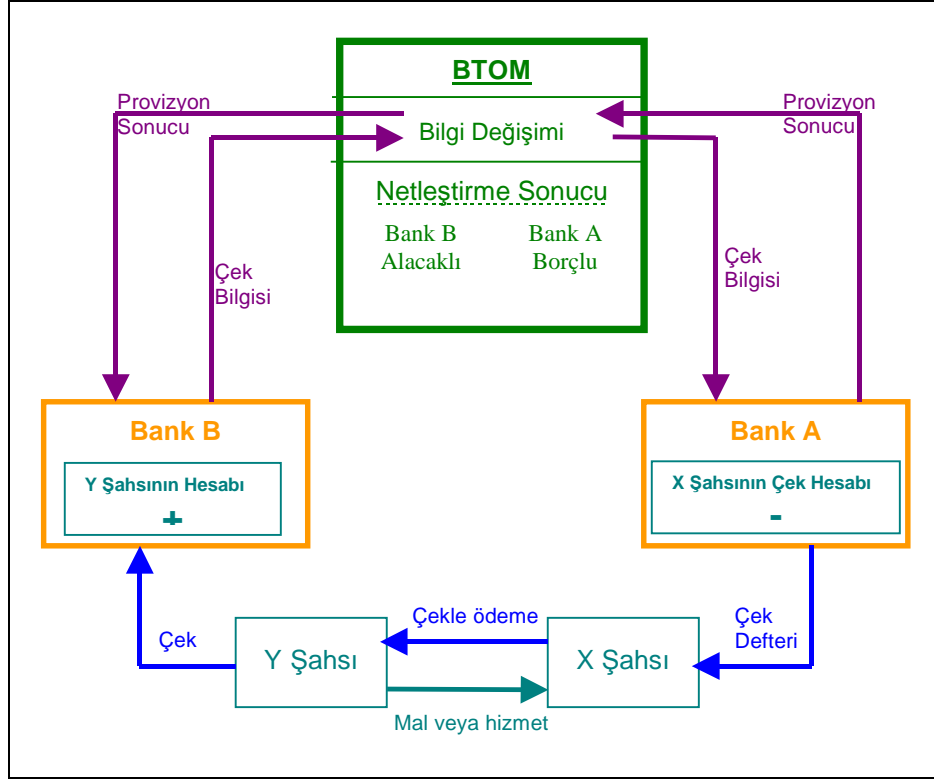 BTOM
Provizyon
Sonucu
Provizyon
Sonucu
Bilgi Değişimi
Netleştirme Sonucu
Bank B
Alacaklı
Bank A
Borçlu
Çek
Bilgisi
Çek
Bilgisi
Bank B
Y Şahsının Hesabı
+
Bank A
X Şahsının Çek Hesabı
-
Çekle ödeme
Çek
Defteri
Çek
Y Şahsı
X Şahsı
Mal veya hizmet